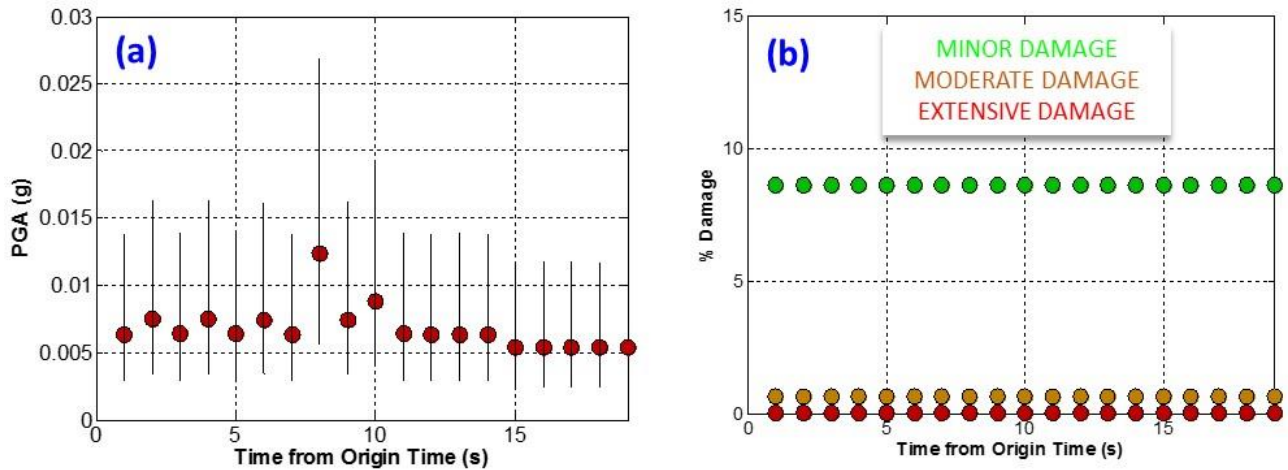 (a)
0.03
0.025
0.02
0.015
0.01
0.005
0
PGA (g)
0 5 10 15
Time from Origin Time (s)
(b)
MINOR DAMAGE
MODERATE DAMAGE
EXTENSIVE DAMAGE
15
10
5
0
% Damage
0 5 10 15
Time from Origin Time (s)